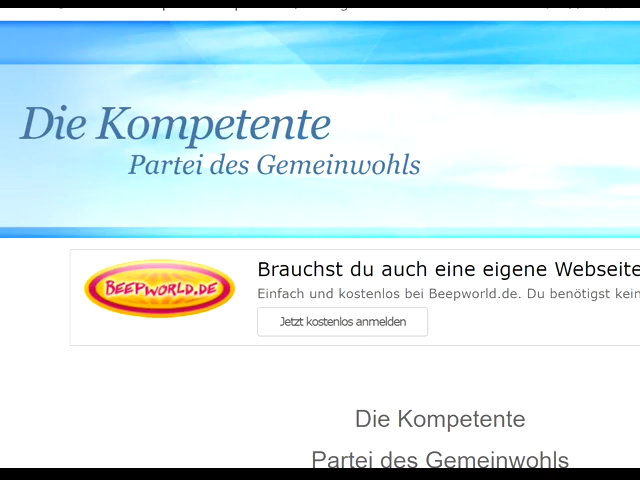 Die Kompetente
Partei des Gemeinwohls
BEEPWORLD.DE
Brauchst du auch eine eigene Webseite
Einfach und kostenlos bei Beepworld.de. Du benötigst kein
Jetzt kostenlos anmelden
Die Kompetente
Partei des Gemeinwohls